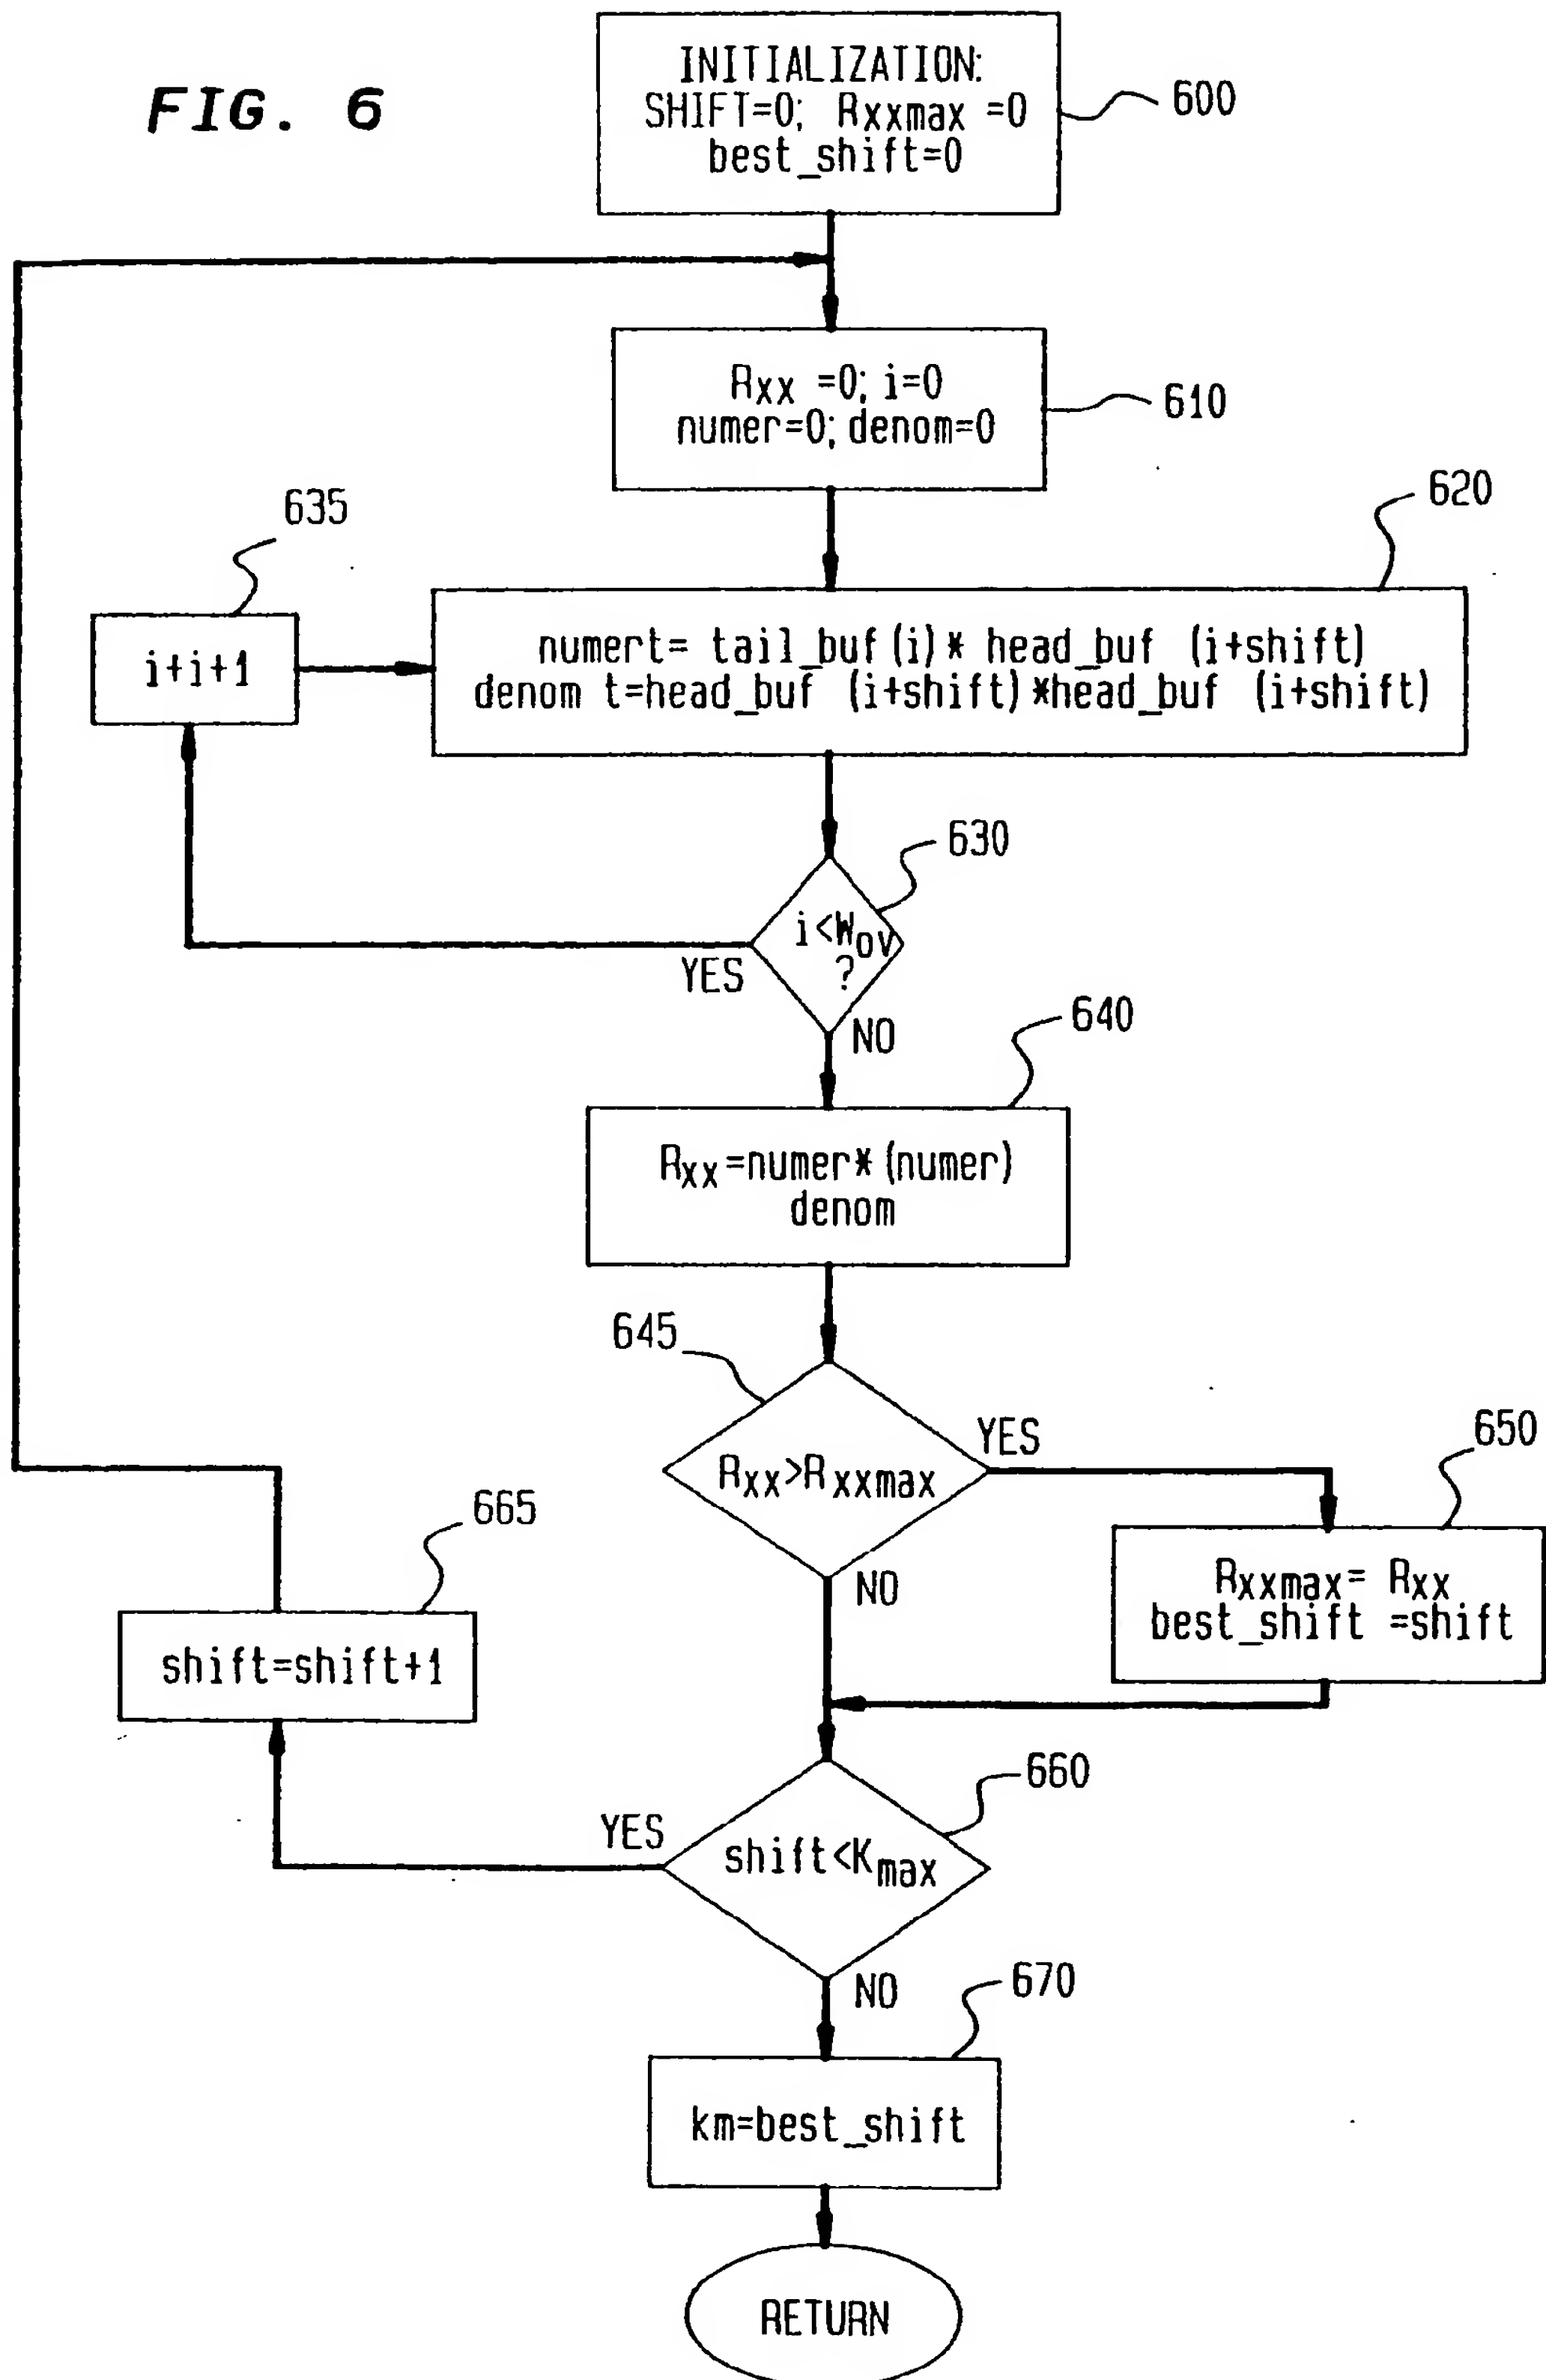 FIG. 6
INITIALIZATION:
SHIFT=0; Rxxmax =0
best_shift=0
600
Rxx =0; i=0
numer=0; denom=0
610
620
635
i+i+1
numert= tail_buf (i)* head_buf (i+shift)
denom t=head_buf (i+shift)*head_buf (i+shift)
630
i<Wov
?
YES
NO
640
Rxx=numer*(numer)
denom
645
Rxx>Rxxmax
YES
NO
650
Rxxmax= Rxx
best_shift =shift
665
shift=shift+1
660
shift<Kmax
YES
NO
670
km=best_shift
RETURN